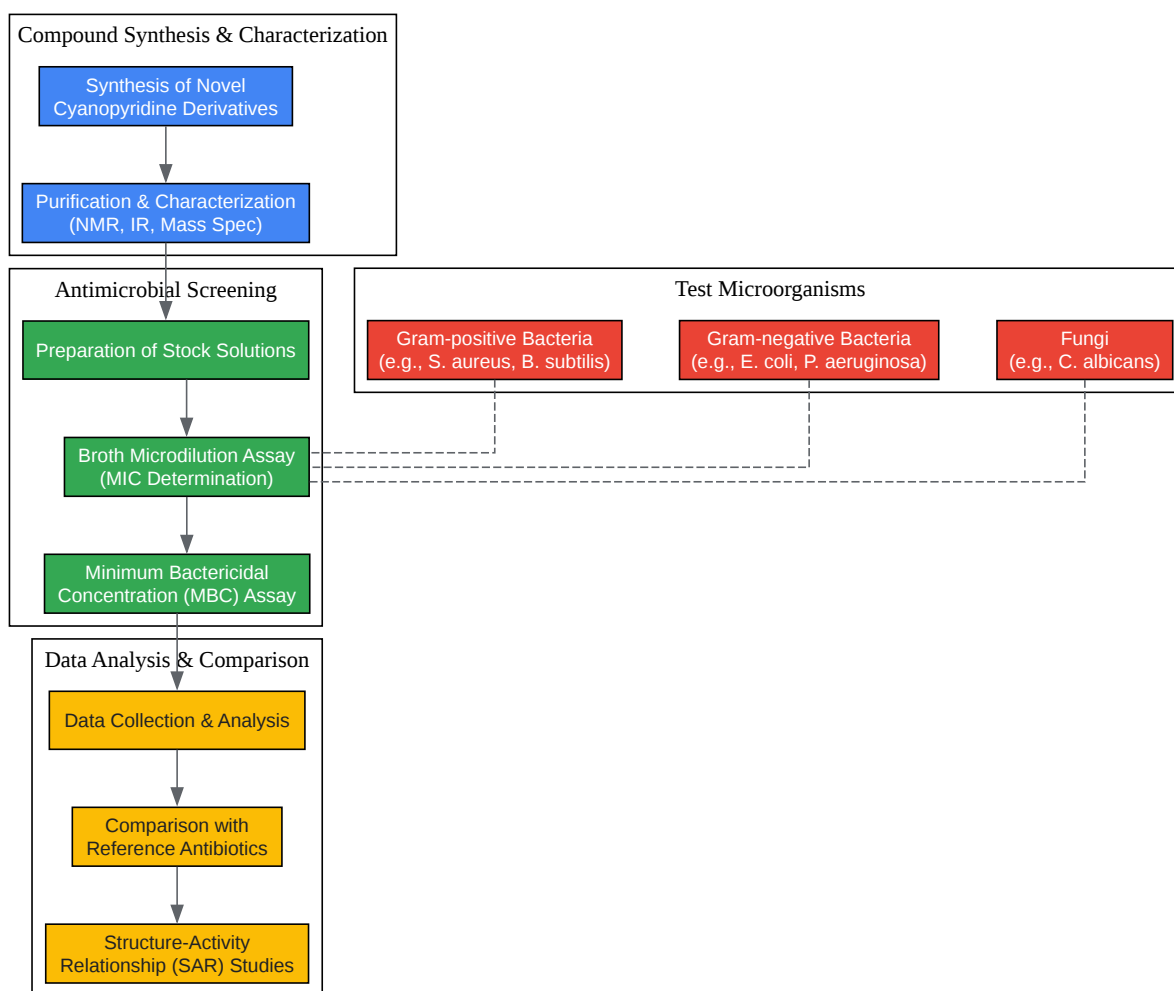 Compound Synthesis & Characterization
Synthesis of Novel
Cyanopyridine Derivatives
Purification & Characterization
(NMR, IR, Mass Spec)
Antimicrobial Screening
Preparation of Stock Solutions
Broth Microdilution Assay
(MIC Determination)
Minimum Bactericidal
Concentration (MBC) Assay
Test Microorganisms
Gram-positive Bacteria
(e.g., S. aureus, B. subtilis)
Gram-negative Bacteria
(e.g., E. coli, P. aeruginosa)
Fungi
(e.g., C. albicans)
Data Analysis & Comparison
Data Collection & Analysis
Comparison with
Reference Antibiotics
Structure-Activity
Relationship (SAR) Studies